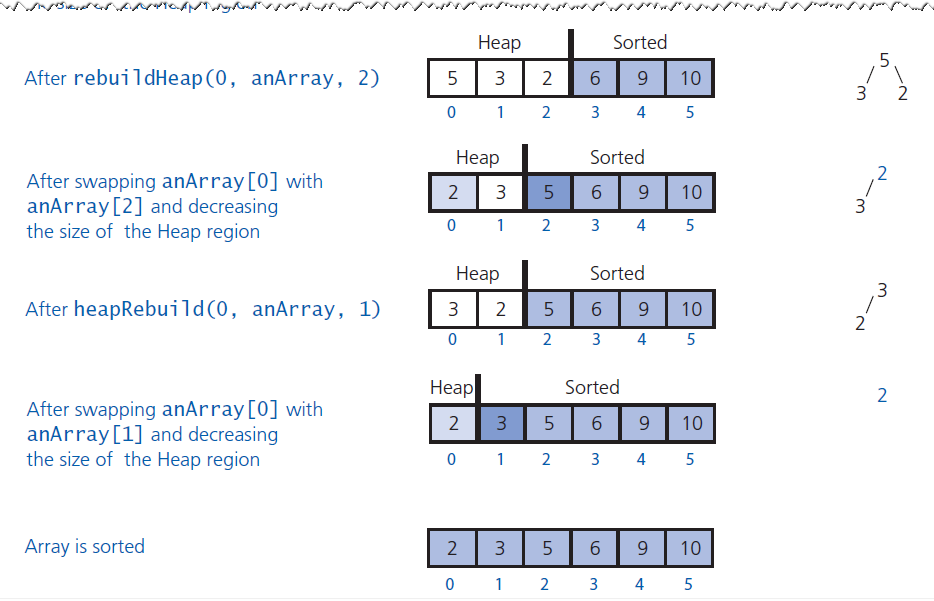 Heap Sorted
After rebuildHeap(0, anArray, 2) 5 3 2 6 9 10
0 1 2 3 4 5
5
3 2
Heap Sorted
After swapping anArray[0] with
anArray[2] and decreasing
the size of the Heap region
2 3 5 6 9 10
0 1 2 3 4 5
2
3
Heap Sorted
After heapRebuild(0, anArray, 1) 3 2 5 6 9 10
0 1 2 3 4 5
3
2
Heap Sorted
After swapping anArray[0] with
anArray[1] and decreasing
the size of the Heap region
2 3 5 6 9 10
0 1 2 3 4 5
2
Array is sorted 2 3 5 6 9 10
0 1 2 3 4 5